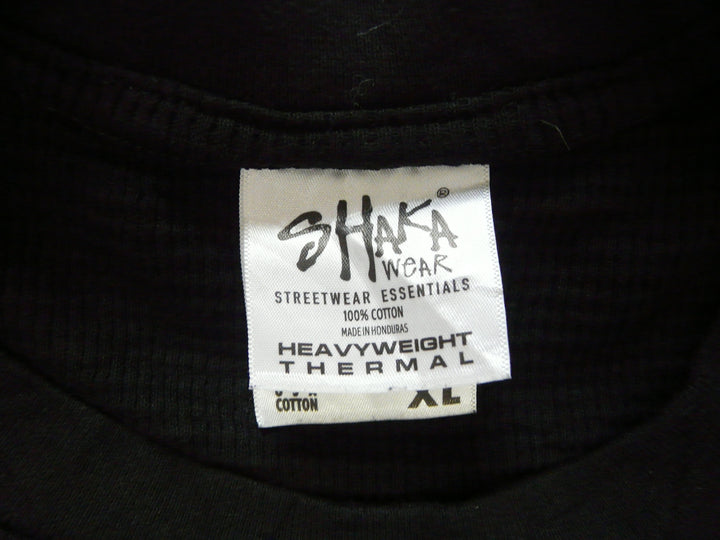 SHAKA ®
WEAR
STREETWEAR ESSENTIALS
100% COTTON
MADE IN HONDURAS
HEAVYWEIGHT
THERMAL
COTTON XL